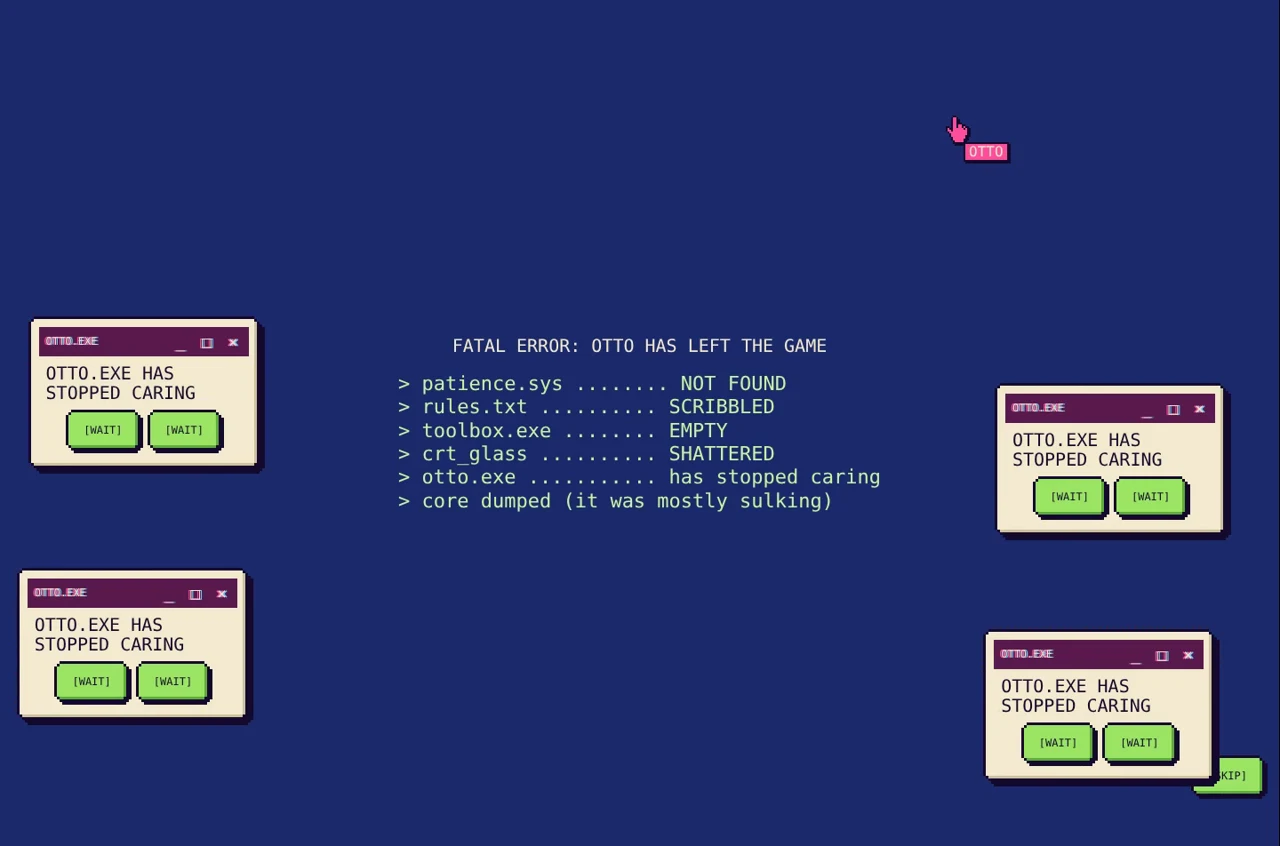 OTTO
FATAL ERROR: OTTO HAS LEFT THE GAME
> patience.sys ........ NOT FOUND
> rules.txt .......... SCRIBBLED
> toolbox.exe ........ EMPTY
> crt_glass .......... SHATTERED
> otto.exe ........... has stopped caring
> core dumped (it was mostly sulking)
OTTO.EXE
OTTO.EXE HAS
STOPPED CARING
[WAIT] [WAIT]
OTTO.EXE
OTTO.EXE HAS
STOPPED CARING
[WAIT] [WAIT]
OTTO.EXE
OTTO.EXE HAS
STOPPED CARING
[WAIT] [WAIT]
OTTO.EXE
OTTO.EXE HAS
STOPPED CARING
[WAIT] [WAIT]
KIP]